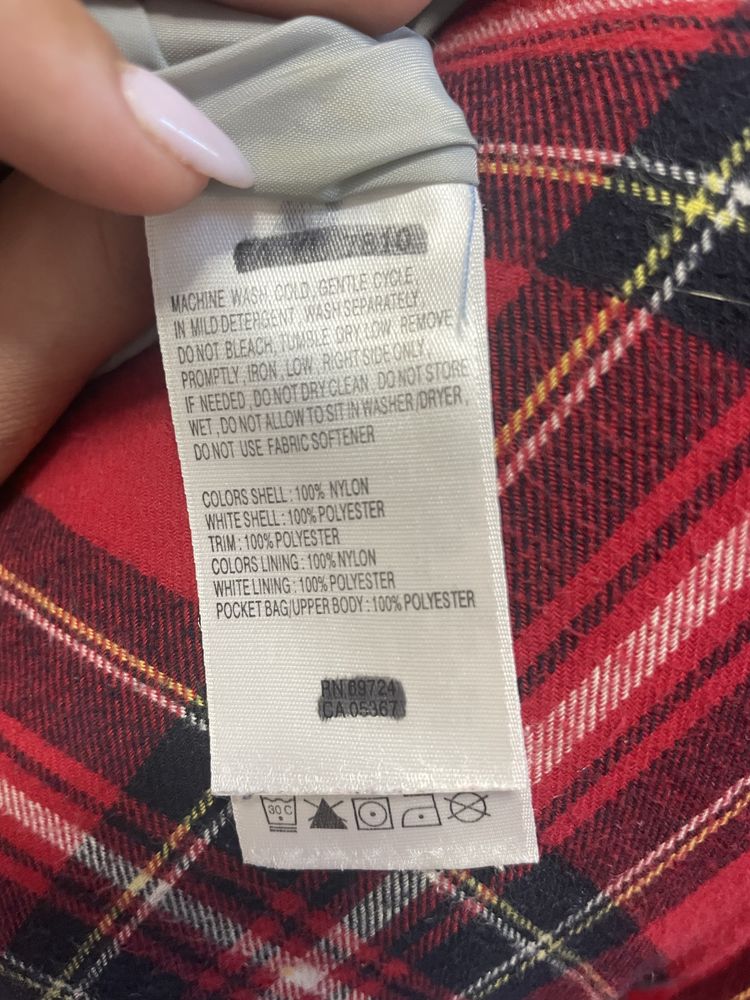 MACHINE WASH, COLD, GENTLE CYCLE,
IN MILD DETERGENT, WASH SEPARATELY,
DO NOT BLEACH, TUMBLE DRY LOW, REMOVE
PROMPTLY, IRON, LOW, RIGHT SIDE ONLY,
IF NEEDED, DO NOT DRY CLEAN. DO NOT STORE
WET, DO NOT ALLOW TO SIT IN WASHER/DRYER,
DO NOT USE FABRIC SOFTENER
COLORS SHELL: 100% NYLON
WHITE SHELL: 100% POLYESTER
TRIM: 100% POLYESTER
COLORS LINING: 100% NYLON
WHITE LINING: 100% POLYESTER
POCKET BAG/UPPER BODY: 100% POLYESTER
RN 69724
CA 05367
30 C